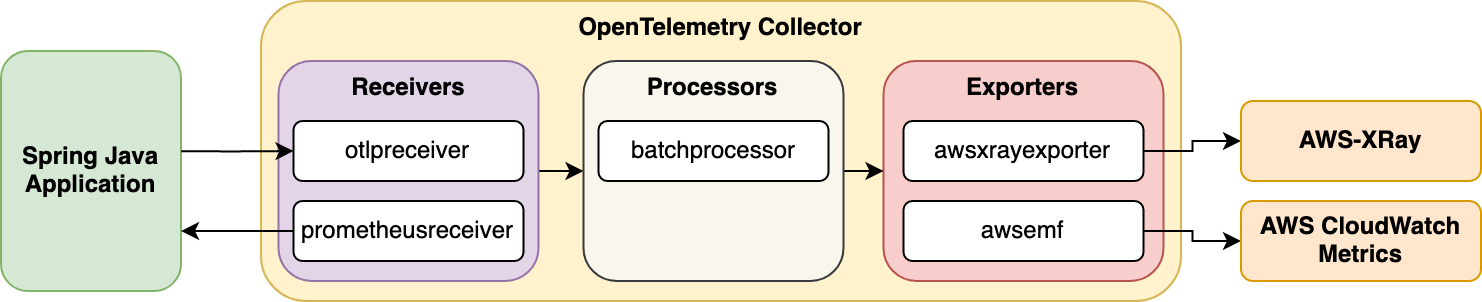 OpenTelemetry Collector
Spring Java
Application
Receivers
otlpreceiver
prometheusreceiver
Processors
batchprocessor
Exporters
awsxrayexporter
awsemf
AWS-XRay
AWS CloudWatch
Metrics